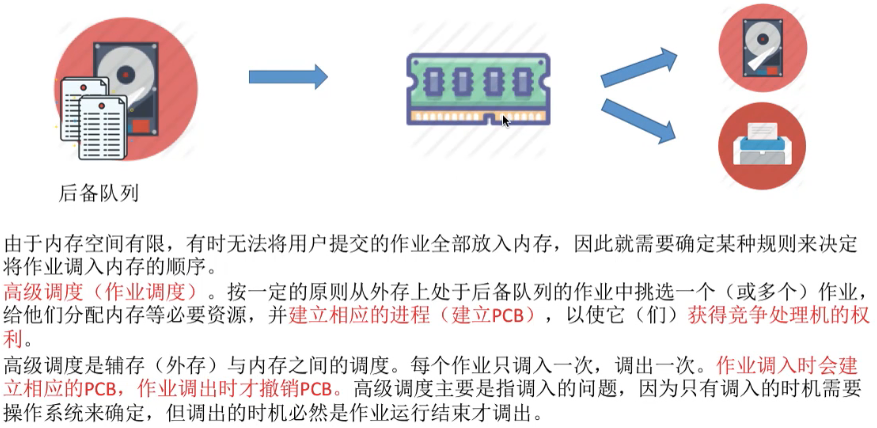 后备队列
由于内存空间有限，有时无法将用户提交的作业全部放入内存，因此就需要确定某种规则来决定
将作业调入内存的顺序。
高级调度（作业调度）。按一定的原则从外存上处于后备队列的作业中挑选一个（或多个）作业，
给他们分配内存等必要资源，并建立相应的进程（建立PCB），以使它（们）获得竞争处理机的权
利。
高级调度是辅存（外存）与内存之间的调度。每个作业只调入一次，调出一次。作业调入时会建
立相应的PCB，作业调出时才撤销PCB。高级调度主要是指调入的问题，因为只有调入的时机需要
操作系统来确定，但调出的时机必然是作业运行结束才调出。